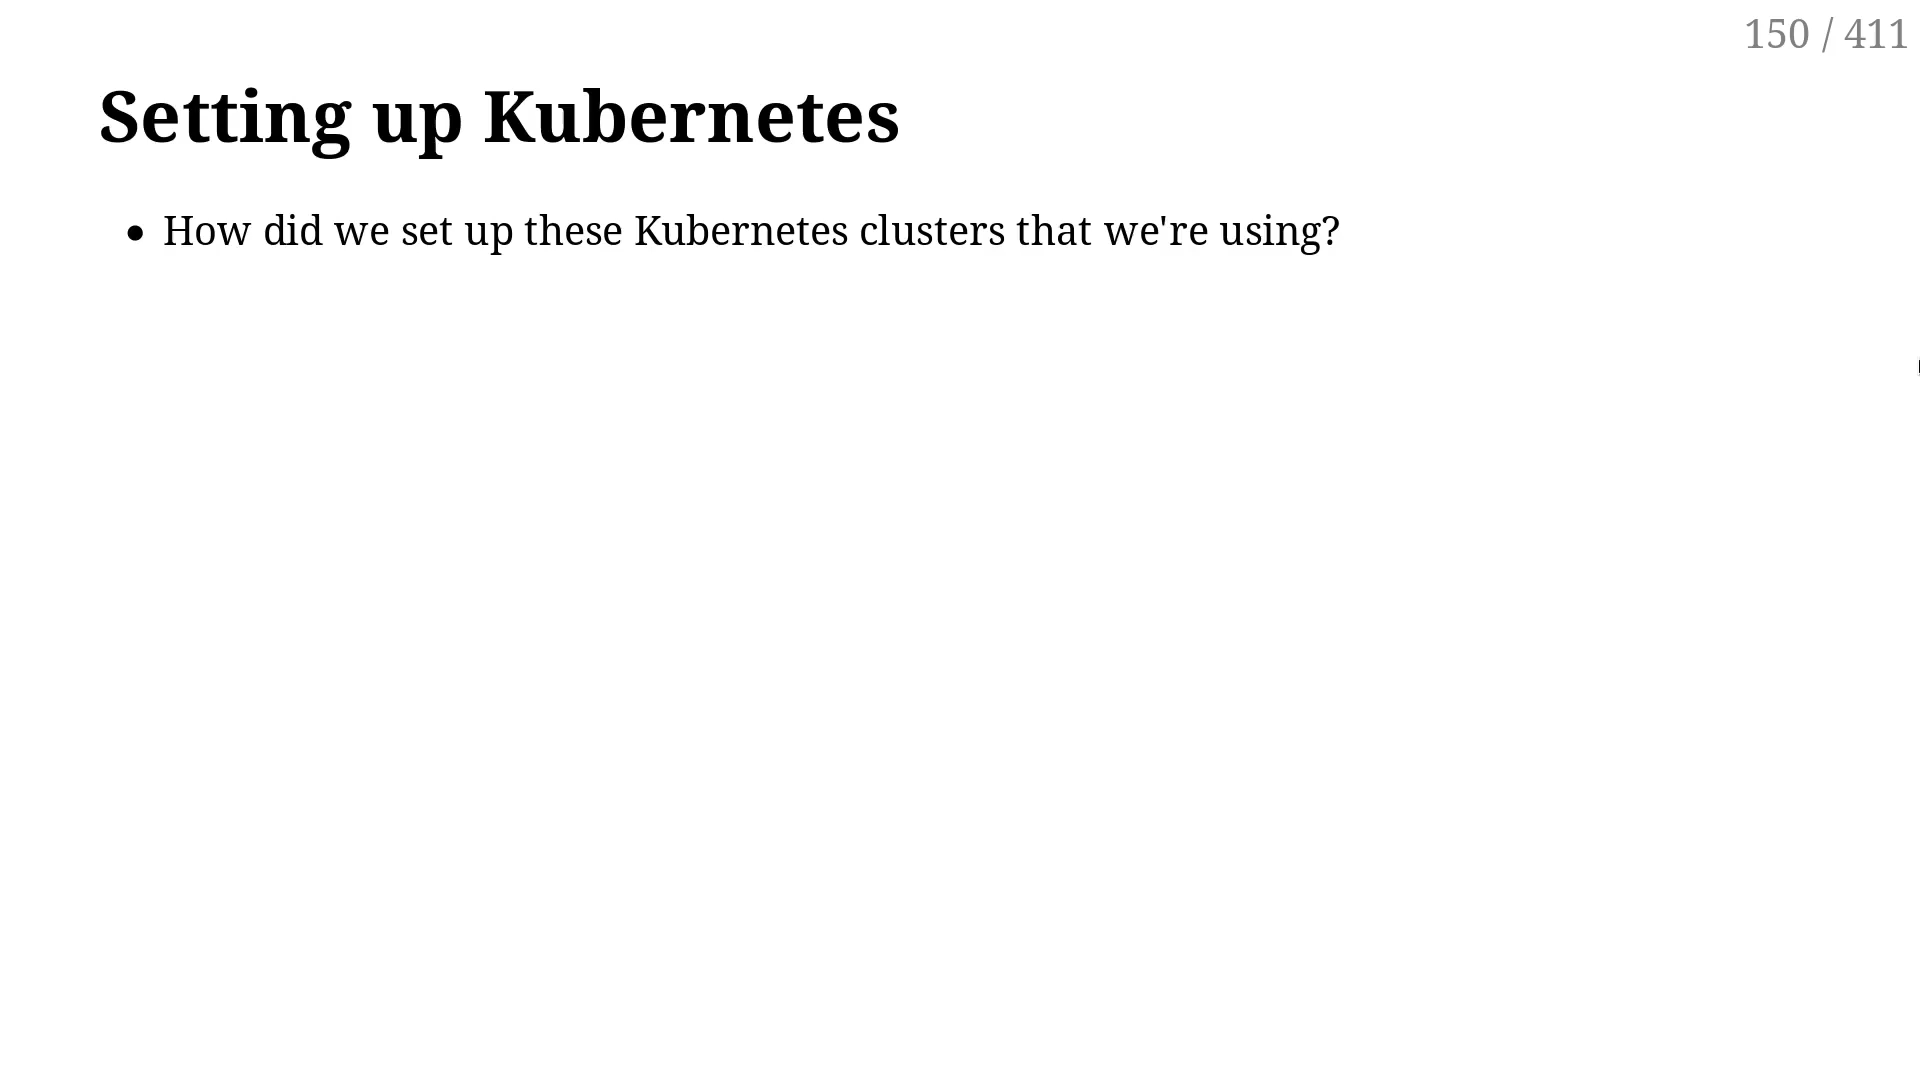 150 / 411
Setting up Kubernetes
• How did we set up these Kubernetes clusters that we're using?